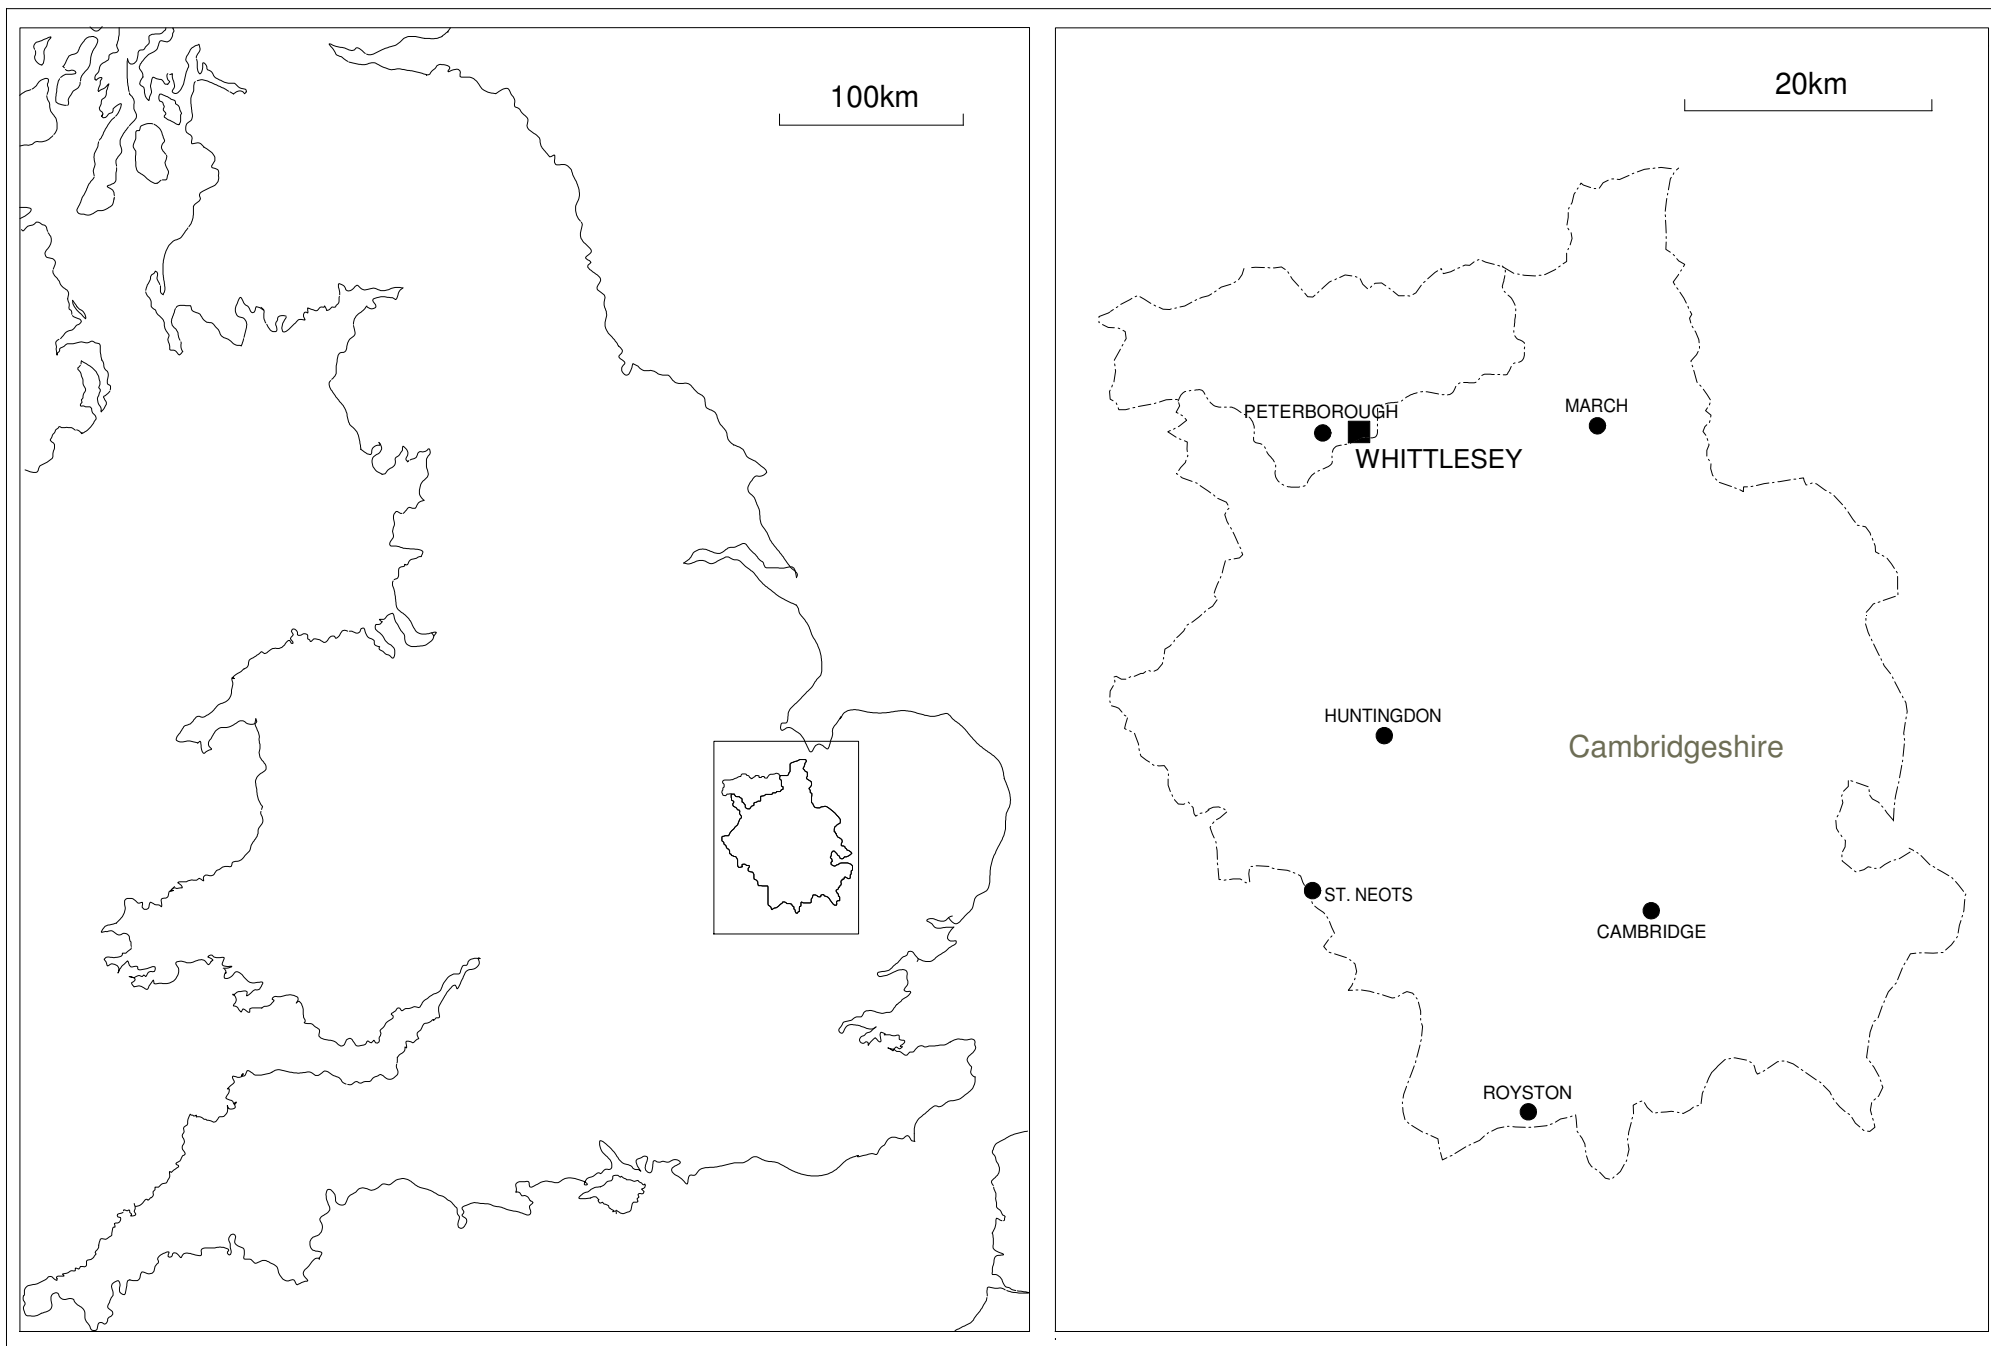 100km
20km
PETERBOROUGH
MARCH
WHITTLESEY
HUNTINGDON
Cambridgeshire
ST. NEOTS
CAMBRIDGE
ROYSTON